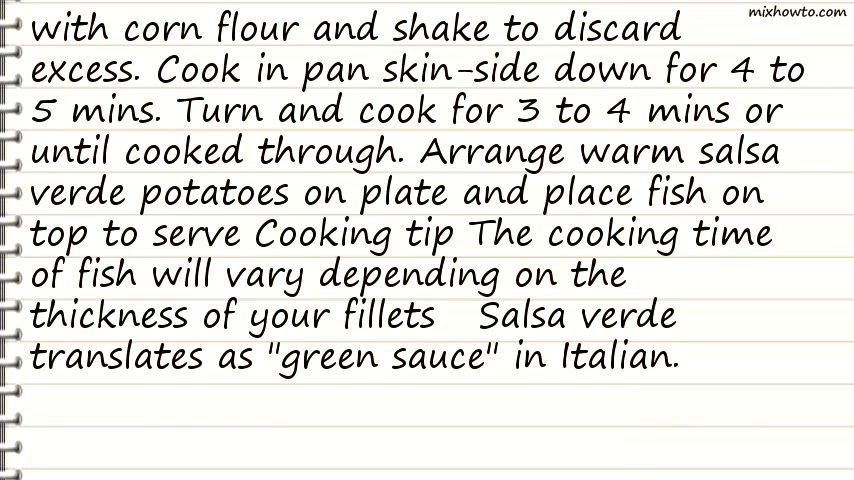 mixhowto.com
with corn flour and shake to discard
excess. Cook in pan skin-side down for 4 to
5 mins. Turn and cook for 3 to 4 mins or
until cooked through. Arrange warm salsa
verde potatoes on plate and place fish on
top to serve Cooking tip The cooking time
of fish will vary depending on the
thickness of your fillets    Salsa verde
translates as "green sauce" in Italian.